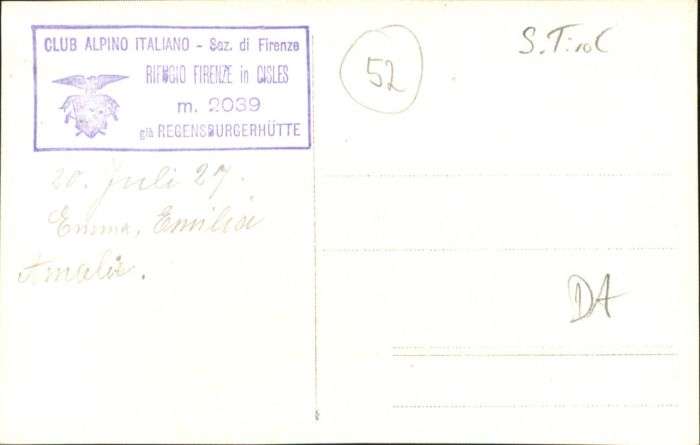 CLUB ALPINO ITALIANO - Sez. di Firenze
RIFUGIO FIRENZE in CISLES
m. 2039
già REGENSBURGERHÜTTE
20. Juli 27.
Emma, Emilia
Amalie.
52
S. Tirol
DA